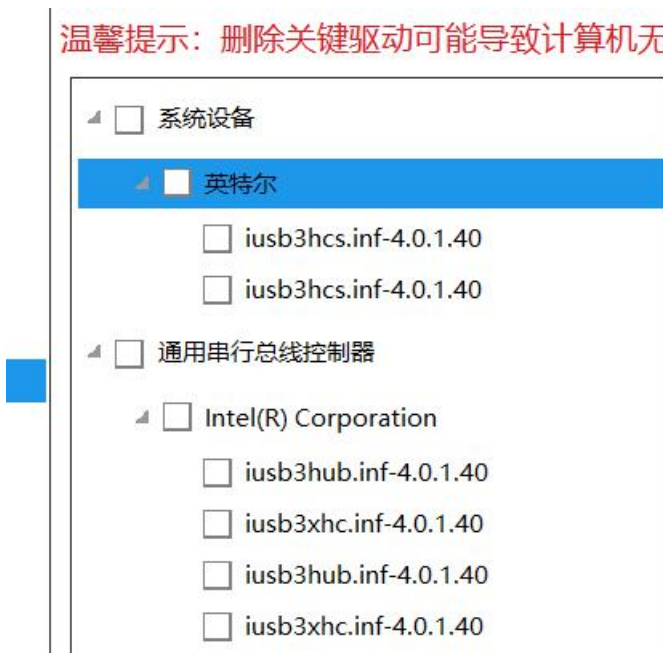 温馨提示：删除关键驱动可能导致计算机无
系统设备
英特尔
iusb3hcs.inf-4.0.1.40
iusb3hcs.inf-4.0.1.40
通用串行总线控制器
Intel(R) Corporation
iusb3hub.inf-4.0.1.40
iusb3xhc.inf-4.0.1.40
iusb3hub.inf-4.0.1.40
iusb3xhc.inf-4.0.1.40